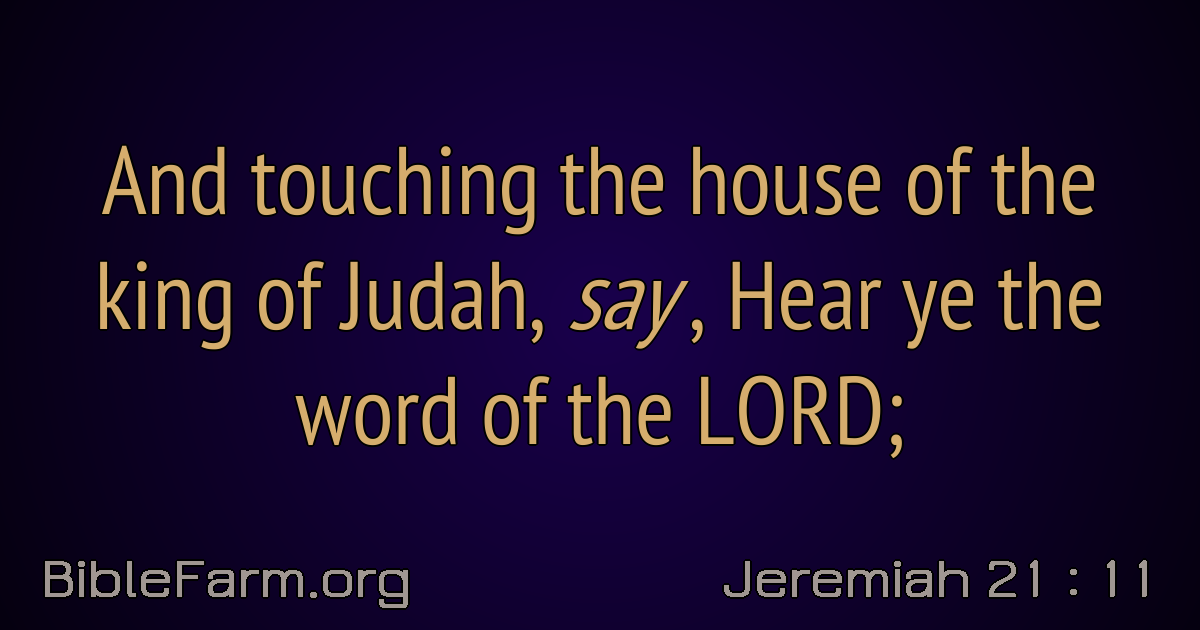 And touching the house of the
king of Judah, say, Hear ye the
word of the LORD;
BibleFarm.org
Jeremiah 21 : 11